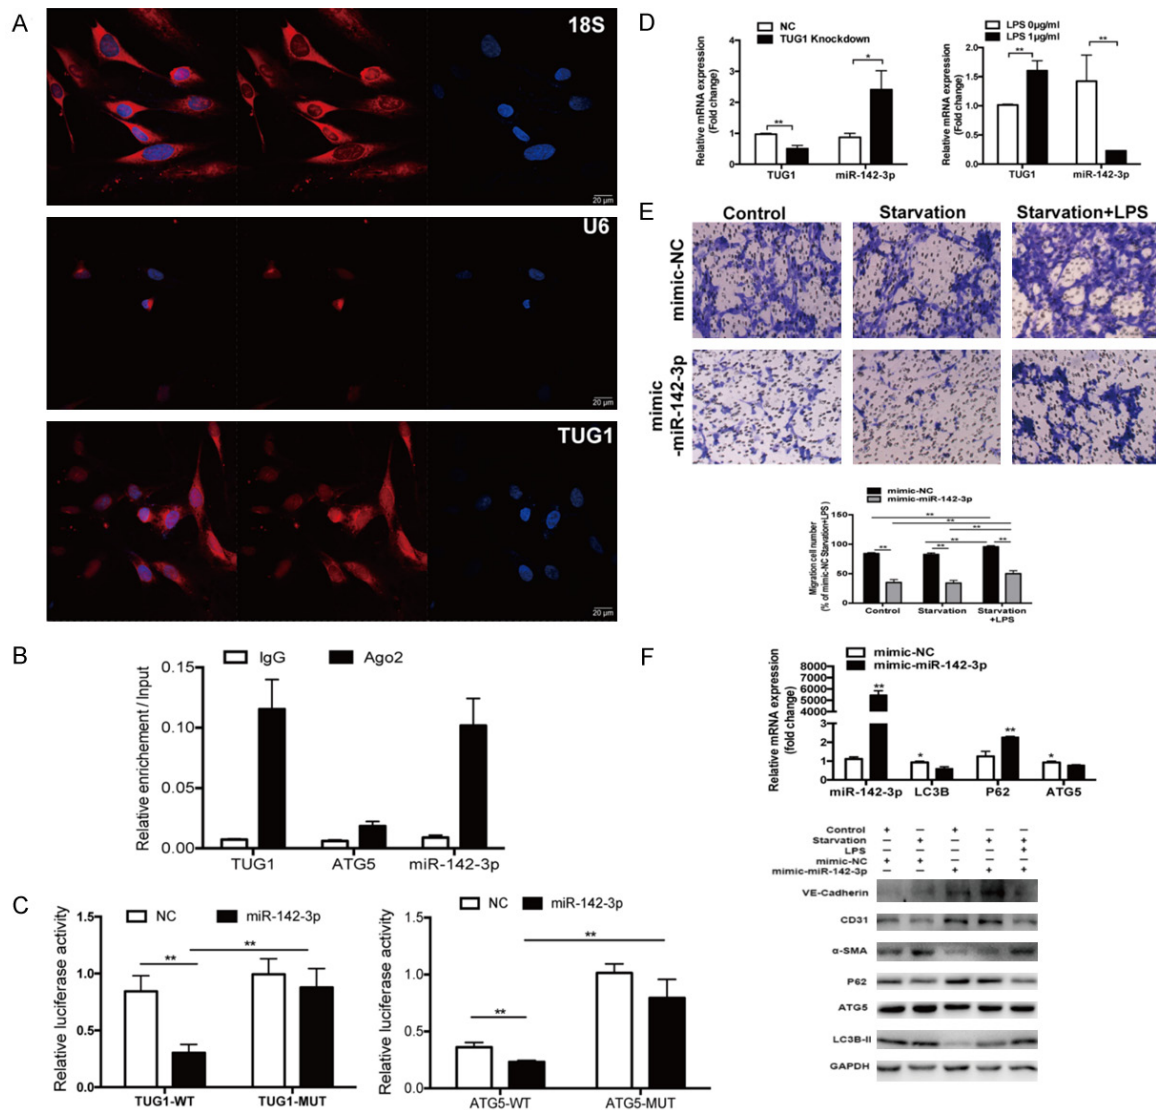 A
18S
20 µm
U6
20 µm
TUG1
20 µm
B
IgG
Ago2
Relative enrichement / Input
0.15
0.10
0.05
0.00
TUG1
ATG5
miR-142-3p
C
NC
miR-142-3p
Relative luciferase activity
1.5
1.0
0.5
0.0
**
**
TUG1-WT
TUG1-MUT
NC
miR-142-3p
Relative luciferase activity
1.5
1.0
0.5
0.0
**
**
ATG5-WT
ATG5-MUT
D
NC
TUG1 Knockdown
Relative mRNA expression
(Fold change)
4
3
2
1
0
**
*
TUG1
miR-142-3p
LPS 0µg/ml
LPS 1µg/ml
Relative mRNA expression
(Fold change)
2.0
1.5
1.0
0.5
0.0
**
**
TUG1
miR-142-3p
E
Control
Starvation
Starvation+LPS
mimic-NC
mimic
-miR-142-3p
mimic-NC
mimic-miR-142-3p
Migration cell number
(% of mimic-NC Starvation+LPS)
150
100
50
0
**
**
**
**
**
**
**
Control
Starvation
Starvation
+LPS
F
mimic-NC
mimic-miR-142-3p
Relative mRNA expression
(fold change)
8000
7000
6000
5000
4000
3
2
1
0
**
*
**
*
miR-142-3p
LC3B
P62
ATG5
Control + — + — —
Starvation — + — + +
LPS — — — — +
mimic-NC + + — — —
mimic-miR-142-3p — — + + +
VE-Cadherin
CD31
α-SMA
P62
ATG5
LC3B-II
GAPDH